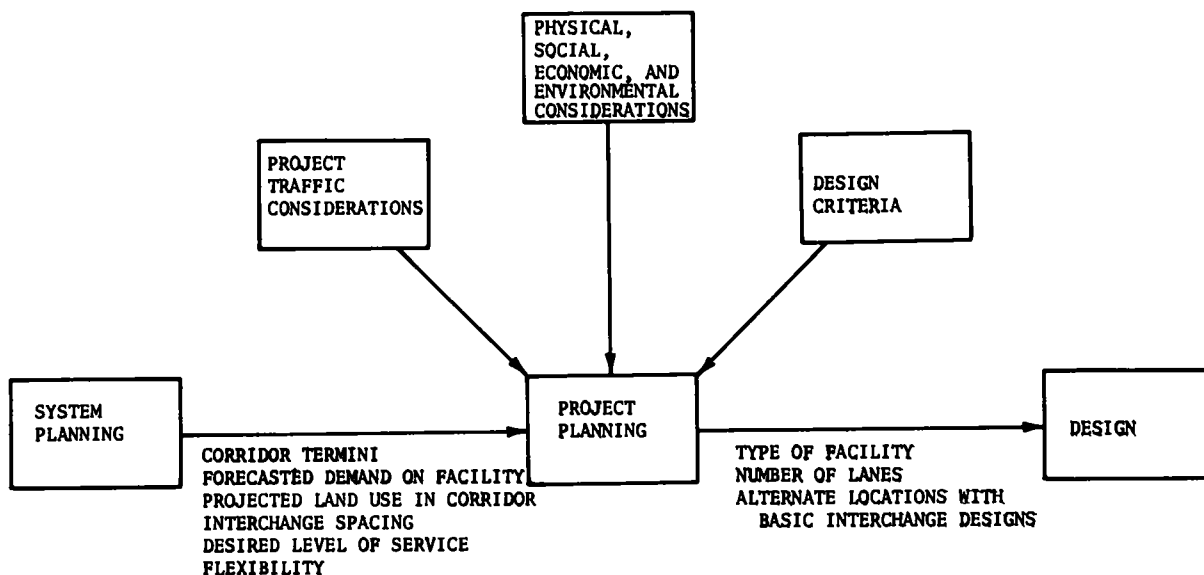 PHYSICAL,
SOCIAL,
ECONOMIC, AND
ENVIRONMENTAL
CONSIDERATIONS
PROJECT
TRAFFIC
CONSIDERATIONS
DESIGN
CRITERIA
SYSTEM
PLANNING
PROJECT
PLANNING
DESIGN
CORRIDOR TERMINI
FORECASTED DEMAND ON FACILITY
PROJECTED LAND USE IN CORRIDOR
INTERCHANGE SPACING
DESIRED LEVEL OF SERVICE
FLEXIBILITY
TYPE OF FACILITY
NUMBER OF LANES
ALTERNATE LOCATIONS WITH
BASIC INTERCHANGE DESIGNS